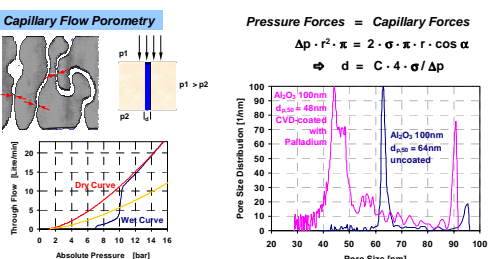 Capillary Flow Porometry
p1
p1 > p2
p2
d
Through Flow [Litre/min]
20
15
10
5
0
Dry Curve
Wet Curve
0 2 4 6 8 10 12 14 16
Absolute Pressure [bar]
Pressure Forces = Capillary Forces
Δp · r² · π = 2 · σ · π · r · cos α
⇨ d = C · 4 · σ / Δp
Pore Size Distribution [1/nm]
100
90
80
70
60
50
40
30
20
10
0
Al₂O₃ 100nm
dp,50 = 48nm
CVD-coated
with
Palladium
Al₂O₃ 100nm
dp,50 = 64nm
uncoated
20 30 40 50 60 70 80 90 100
Pore Size [nm]